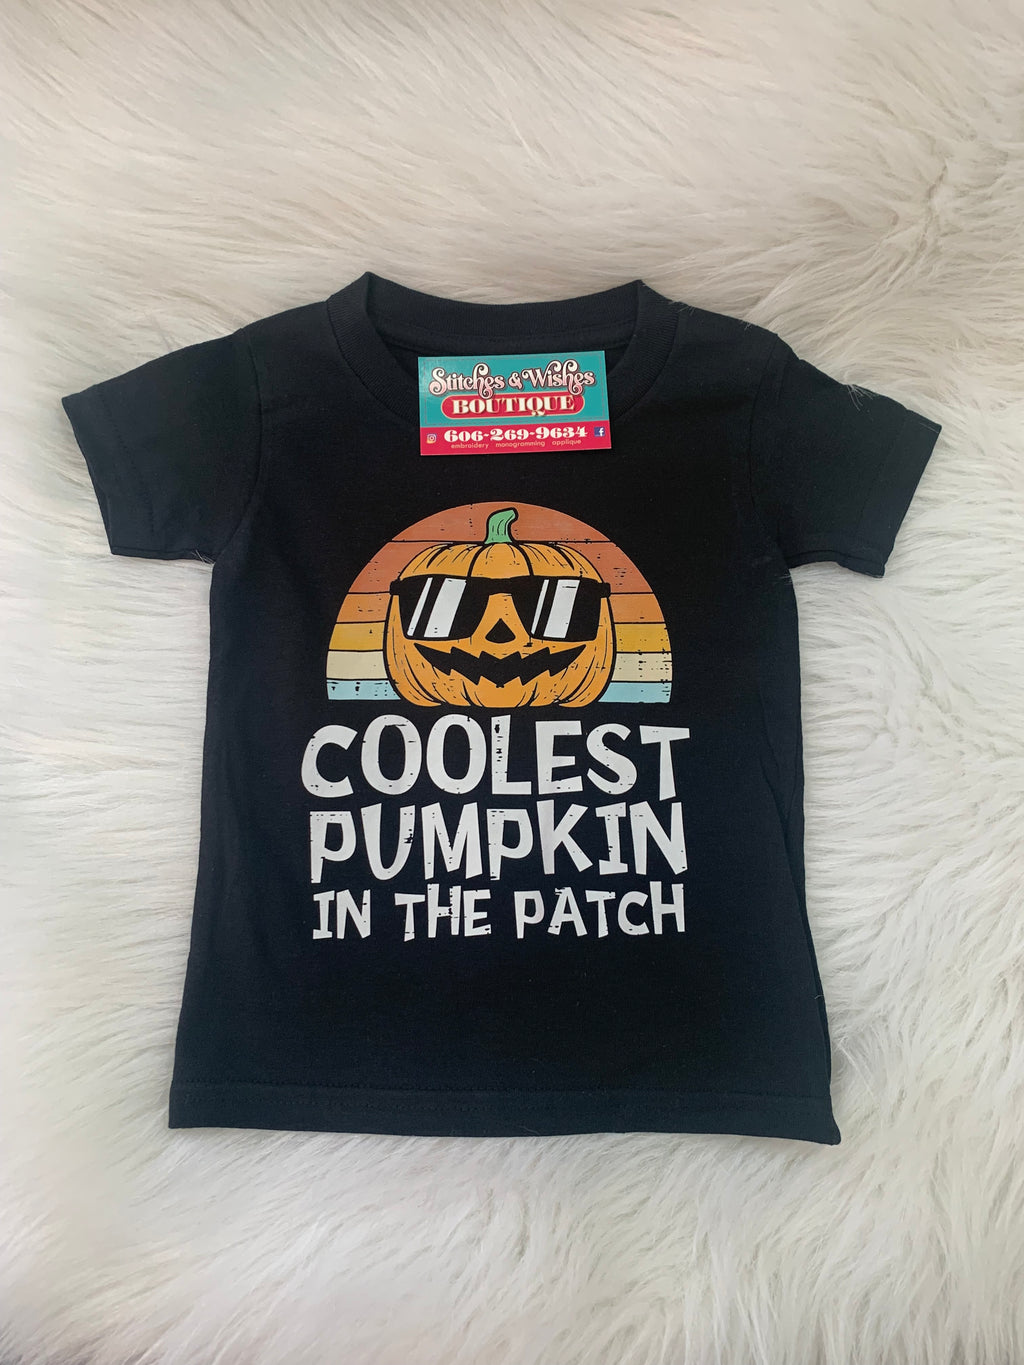 Stitches & Wishes
BOUTIQUE
606-269-9634
embroidery monogramming applique
COOLEST
PUMPKIN
IN THE PATCH